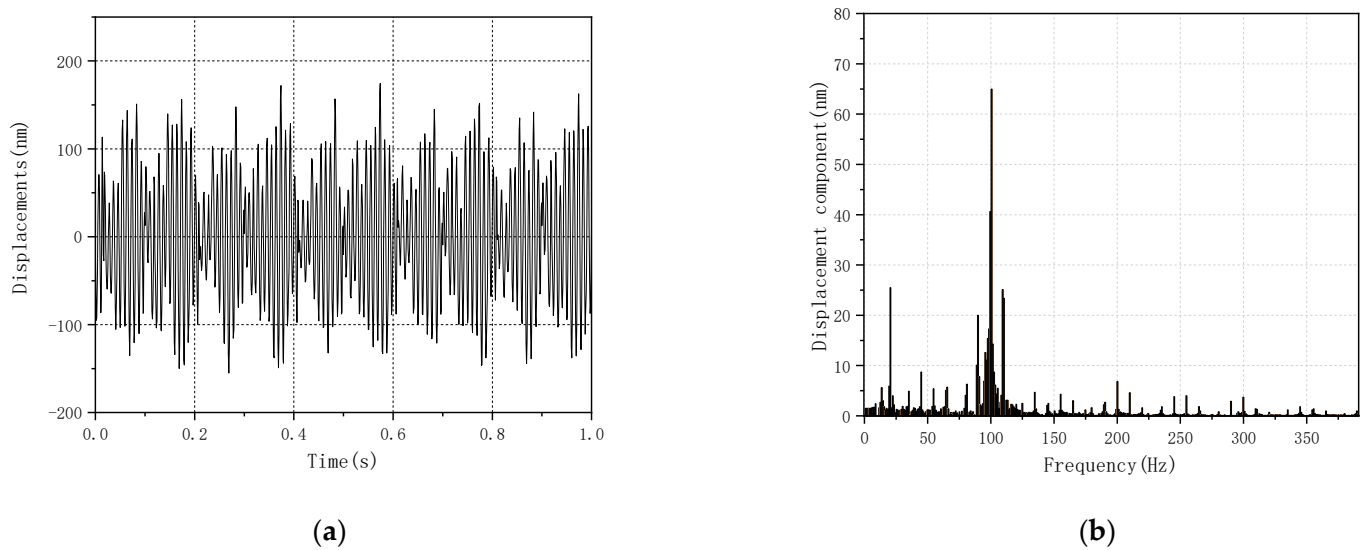 200
100
0
-100
-200
Displacements(nm)
0.0 0.2 0.4 0.6 0.8 1.0
Time(s)
(a)
80
70
60
50
40
30
20
10
0
Displacement component(nm)
0 50 100 150 200 250 300 350
Frequency(Hz)
(b)